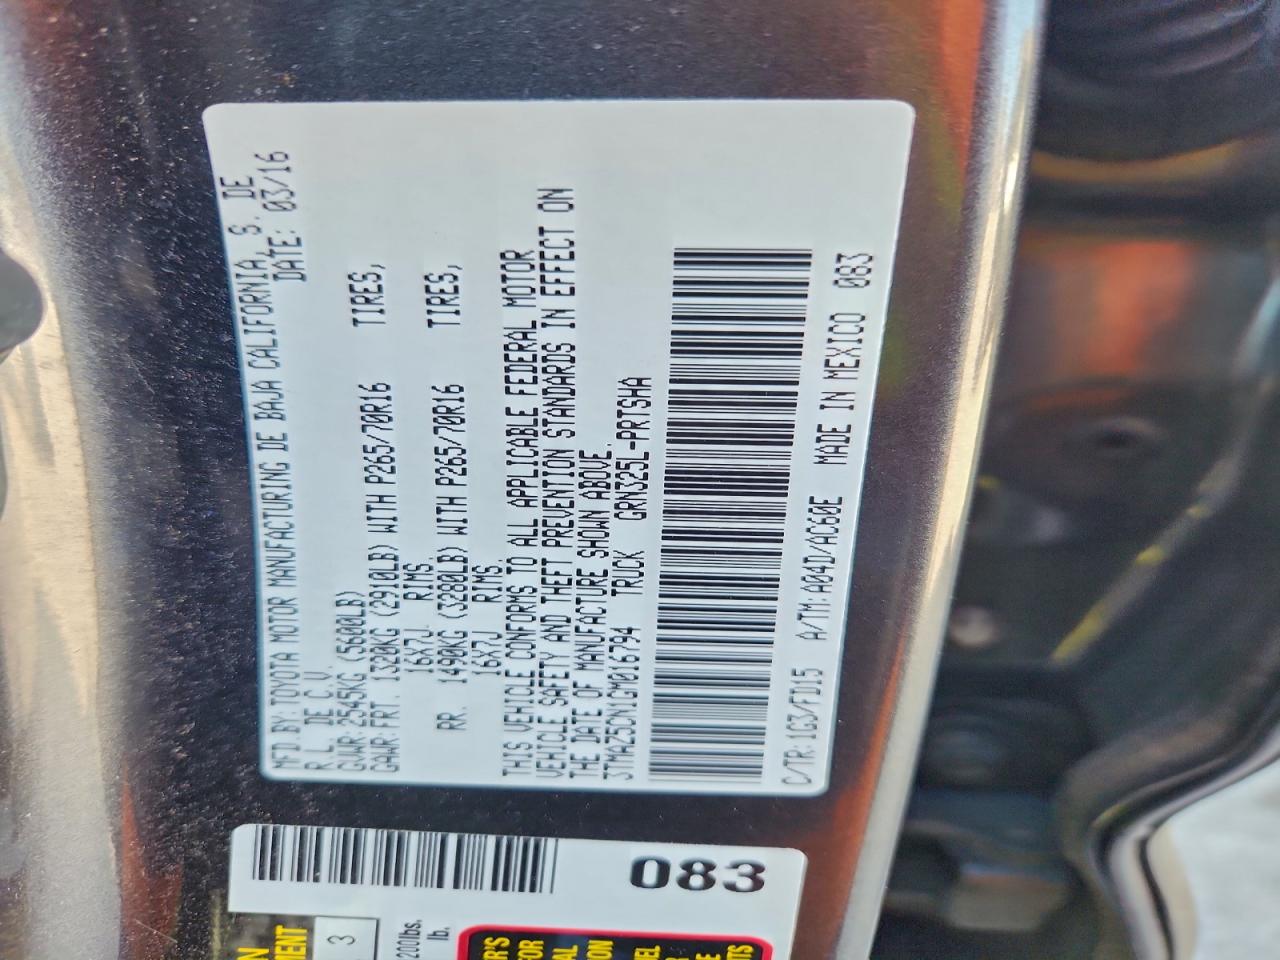 MFD BY: TOYOTA MOTOR MANUFACTURING DE BAJA CALIFORNIA, S. DE
R.L. DE C.V. DATE: 03/16
GVWR: 2545KG (5600LB)
GAWR: FRT. 1320KG (2910LB) WITH P265/70R16 TIRES,
16X7J RIMS.
RR. 1490KG (3280LB) WITH P265/70R16 TIRES,
16X7J RIMS.
THIS VEHICLE CONFORMS TO ALL APPLICABLE FEDERAL MOTOR
VEHICLE SAFETY AND THEFT PREVENTION STANDARDS IN EFFECT ON
THE DATE OF MANUFACTURE SHOWN ABOVE.
3TMAZ5CN1GM016794 TRUCK GRN325L-PRTSHA
C/TR: 1G3/FD15 A/TM: A04D/AC60E MADE IN MEXICO 083
083
3
200lbs.
lb.